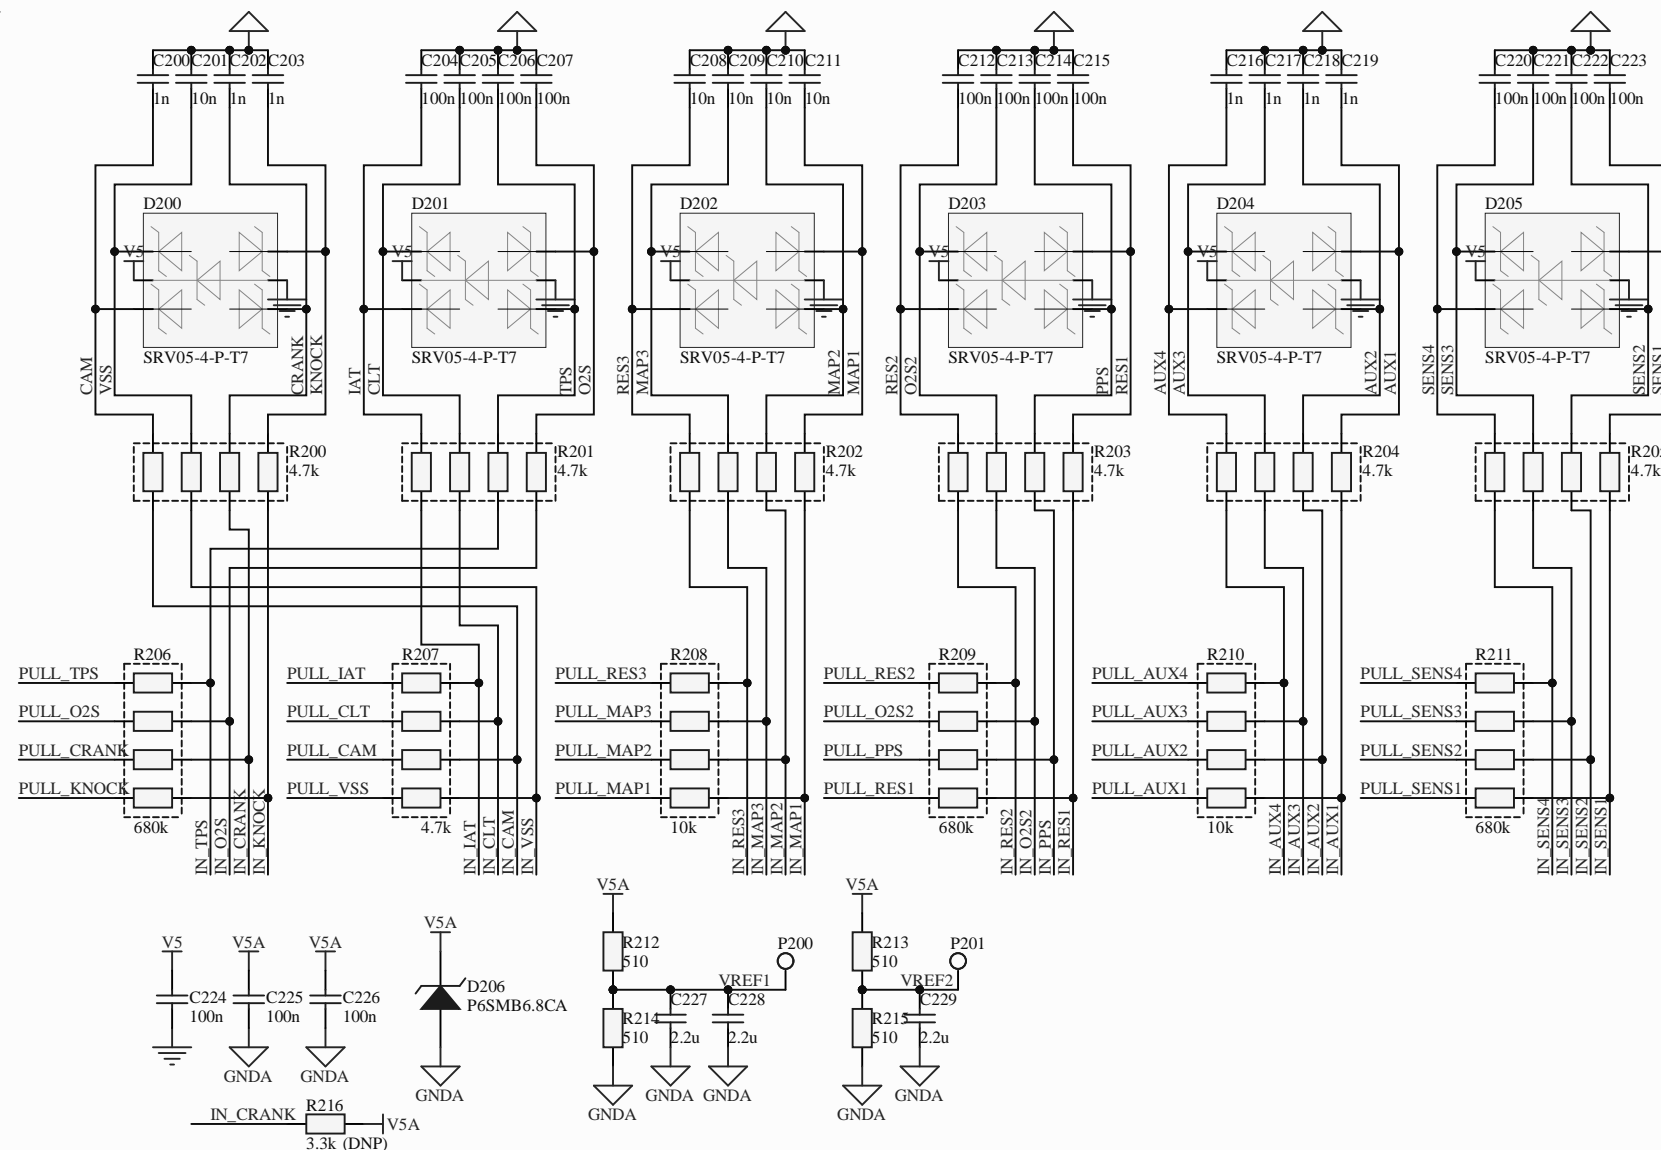 C200 C201 C202 C203 C204 C205 C206 C207 C208 C209 C210 C211 C212 C213 C214 C215 C216 C217 C218 C219 C220 C221 C222 C223
1n 10n 1n 1n 100n 100n 100n 100n 10n 10n 10n 10n 100n 100n 100n 100n 1n 1n 1n 1n 100n 100n 100n 100n
D200 D201 D202 D203 D204 D205
V5 V5 V5 V5 V5 V5
SRV05-4-P-T7 SRV05-4-P-T7 SRV05-4-P-T7 SRV05-4-P-T7 SRV05-4-P-T7 SRV05-4-P-T7
CAM VSS CRANK KNOCK IAT CLT TPS O2S RES3 MAP3 MAP2 MAP1 RES2 O2S2 PPS RES1 AUX4 AUX3 AUX2 AUX1 SENS4 SENS3 SENS2 SENS1
R200 R201 R202 R203 R204
4.7k 4.7k 4.7k 4.7k 4.7k 4.7k
R206 R207 R208 R209 R210 R211
PULL_TPS PULL_IAT PULL_RES3 PULL_RES2 PULL_AUX4 PULL_SENS4
PULL_O2S PULL_CLT PULL_MAP3 PULL_O2S2 PULL_AUX3 PULL_SENS3
PULL_CRANK PULL_CAM PULL_MAP2 PULL_PPS PULL_AUX2 PULL_SENS2
PULL_KNOCK PULL_VSS PULL_MAP1 PULL_RES1 PULL_AUX1 PULL_SENS1
680k 4.7k 10k 680k 10k 680k
IN_TPS IN_O2S IN_CRANK IN_KNOCK IN_IAT IN_CLT IN_CAM IN_VSS IN_RES3 IN_MAP3 IN_MAP2 IN_MAP1 IN_RES2 IN_O2S2 IN_PPS IN_RES1 IN_AUX4 IN_AUX3 IN_AUX2 IN_AUX1 IN_SENS4 IN_SENS3 IN_SENS2 IN_SENS1
V5A V5A
V5 V5A V5A V5A
R212 P200 R213 P201
510 510
VREF1 VREF2
D206
P6SMB6.8CA
C224 C225 C226 C227 C228 C229
100n 100n 100n
R214 R215
510 2.2u 2.2u 510 2.2u
GNDA GNDA GNDA GNDA GNDA GNDA
GNDA GNDA
IN_CRANK R216 V5A
3.3k (DNP)